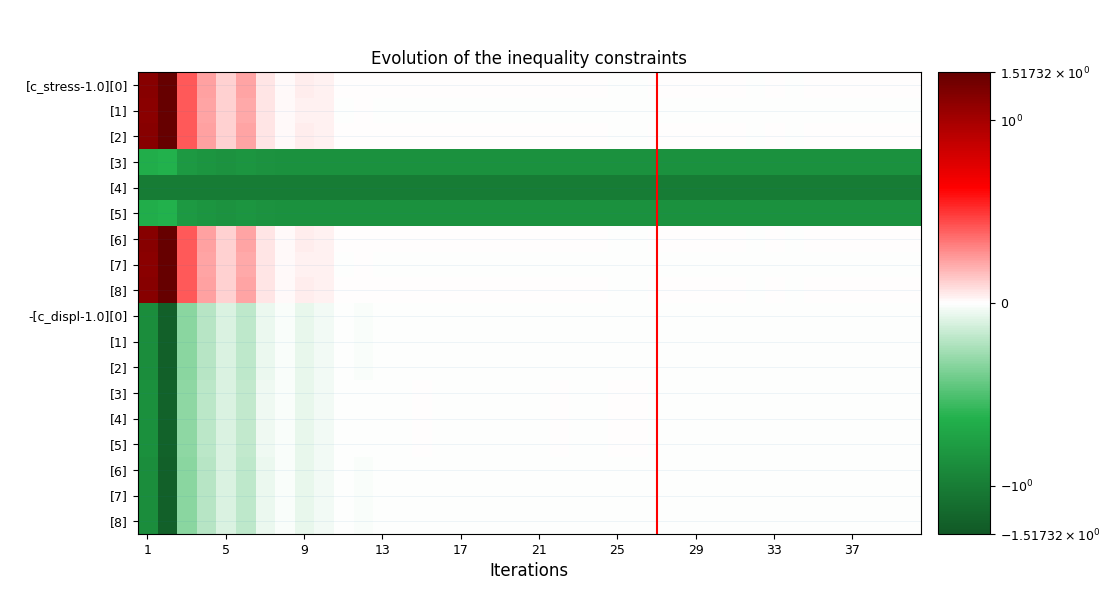 Evolution of the inequality constraints
[c_stress-1.0][0]
[1]
[2]
[3]
[4]
[5]
[6]
[7]
[8]
-[c_displ-1.0][0]
[1]
[2]
[3]
[4]
[5]
[6]
[7]
[8]
1 5 9 13 17 21 25 29 33 37
Iterations
1.51732 × 10⁰
10⁰
0
−10⁰
−1.51732 × 10⁰